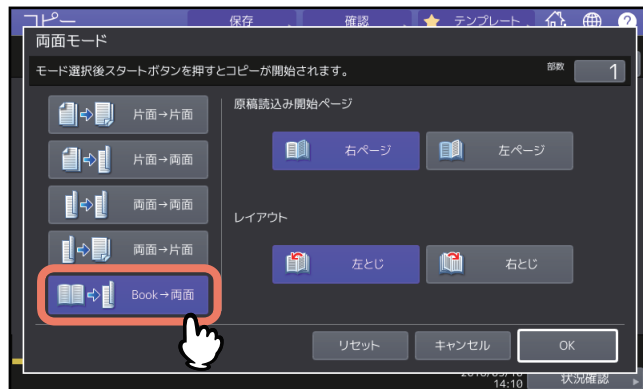 コピー
保存
確認
テンプレート
?
両面モード
モード選択後スタートボタンを押すとコピーが開始されます。
部数
1
片面→片面
片面→両面
両面→両面
両面→片面
Book→両面
原稿読込み開始ページ
右ページ
左ページ
レイアウト
左とじ
右とじ
リセット
キャンセル
OK
14:10
状況確認